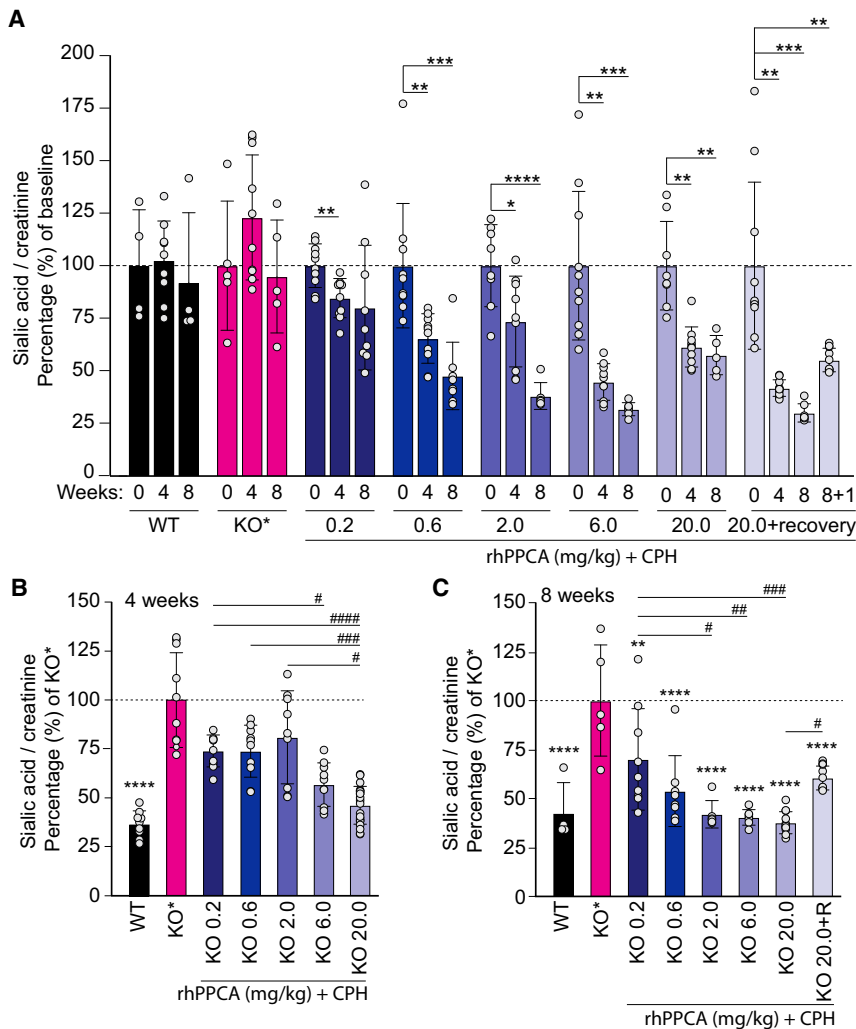 A
Sialic acid / creatinine
Percentage (%) of baseline
200
175
150
125
100
75
50
25
0
** *** ** *** ** **** * *** ** ** ** ** *** **
Weeks: 0 4 8 0 4 8 0 4 8 0 4 8 0 4 8 0 4 8 0 4 8 0 4 8 8+1
WT KO* 0.2 0.6 2.0 6.0 20.0 20.0+recovery
rhPPCA (mg/kg) + CPH
B
4 weeks
Sialic acid / creatinine
Percentage (%) of KO*
150
125
100
75
50
25
0
#
####
###
#
****
WT KO* KO 0.2 KO 0.6 KO 2.0 KO 6.0 KO 20.0
rhPPCA (mg/kg) + CPH
C
8 weeks
Sialic acid / creatinine
Percentage (%) of KO*
150
125
100
75
50
25
0
###
##
#
#
**** ** **** **** **** **** ****
WT KO* KO 0.2 KO 0.6 KO 2.0 KO 6.0 KO 20.0 KO 20.0+R
rhPPCA (mg/kg) + CPH